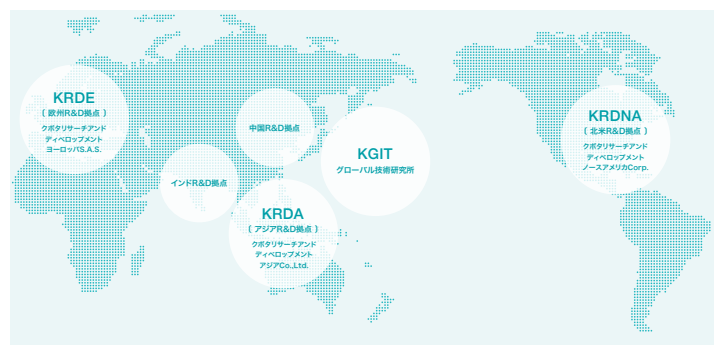 KRDE
〔 欧州R&D拠点 〕
クボタリサーチアンド
ディベロップメント
ヨーロッパS.A.S.
中国R&D拠点
インドR&D拠点
KGIT
グローバル技術研究所
KRDA
〔 アジアR&D拠点 〕
クボタリサーチアンド
ディベロップメント
アジアCo.,Ltd.
KRDNA
〔 北米R&D拠点 〕
クボタリサーチアンド
ディベロップメント
ノースアメリカCorp.